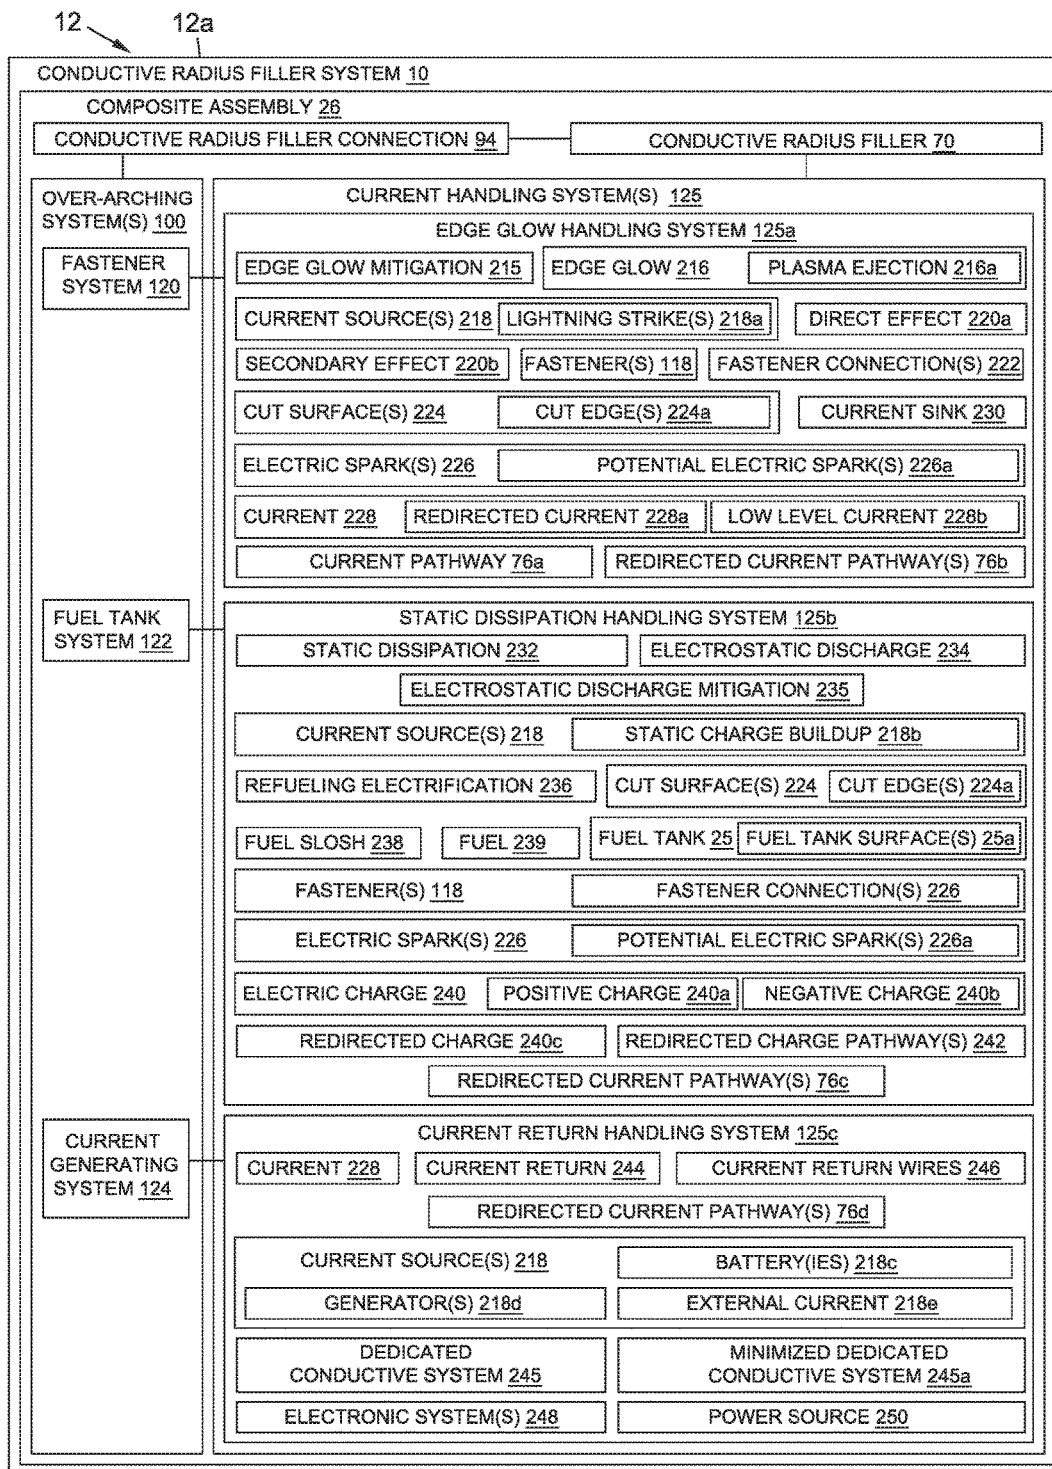 12
12a
CONDUCTIVE RADIUS FILLER SYSTEM 10
COMPOSITE ASSEMBLY 26
CONDUCTIVE RADIUS FILLER CONNECTION 94
CONDUCTIVE RADIUS FILLER 70
OVER-ARCHING
SYSTEM(S) 100
FASTENER
SYSTEM 120
CURRENT HANDLING SYSTEM(S) 125
EDGE GLOW HANDLING SYSTEM 125a
EDGE GLOW MITIGATION 215
EDGE GLOW 216
PLASMA EJECTION 216a
CURRENT SOURCE(S) 218
LIGHTNING STRIKE(S) 218a
DIRECT EFFECT 220a
SECONDARY EFFECT 220b
FASTENER(S) 118
FASTENER CONNECTION(S) 222
CUT SURFACE(S) 224
CUT EDGE(S) 224a
CURRENT SINK 230
ELECTRIC SPARK(S) 226
POTENTIAL ELECTRIC SPARK(S) 226a
CURRENT 228
REDIRECTED CURRENT 228a
LOW LEVEL CURRENT 228b
CURRENT PATHWAY 76a
REDIRECTED CURRENT PATHWAY(S) 76b
FUEL TANK
SYSTEM 122
STATIC DISSIPATION HANDLING SYSTEM 125b
STATIC DISSIPATION 232
ELECTROSTATIC DISCHARGE 234
ELECTROSTATIC DISCHARGE MITIGATION 235
CURRENT SOURCE(S) 218
STATIC CHARGE BUILDUP 218b
REFUELING ELECTRIFICATION 236
CUT SURFACE(S) 224
CUT EDGE(S) 224a
FUEL SLOSH 238
FUEL 239
FUEL TANK 25
FUEL TANK SURFACE(S) 25a
FASTENER(S) 118
FASTENER CONNECTION(S) 226
ELECTRIC SPARK(S) 226
POTENTIAL ELECTRIC SPARK(S) 226a
ELECTRIC CHARGE 240
POSITIVE CHARGE 240a
NEGATIVE CHARGE 240b
REDIRECTED CHARGE 240c
REDIRECTED CHARGE PATHWAY(S) 242
REDIRECTED CURRENT PATHWAY(S) 76c
CURRENT
GENERATING
SYSTEM 124
CURRENT RETURN HANDLING SYSTEM 125c
CURRENT 228
CURRENT RETURN 244
CURRENT RETURN WIRES 246
REDIRECTED CURRENT PATHWAY(S) 76d
CURRENT SOURCE(S) 218
BATTERY(IES) 218c
GENERATOR(S) 218d
EXTERNAL CURRENT 218e
DEDICATED
CONDUCTIVE SYSTEM 245
MINIMIZED DEDICATED
CONDUCTIVE SYSTEM 245a
ELECTRONIC SYSTEM(S) 248
POWER SOURCE 250